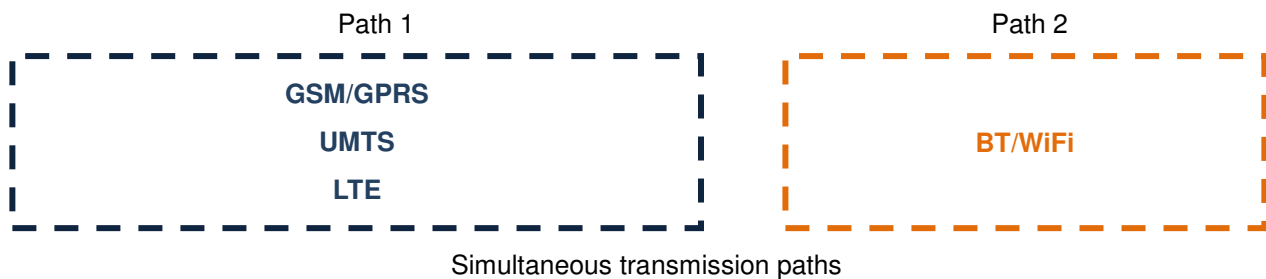 Path 1
Path 2
GSM/GPRS
UMTS
LTE
BT/WiFi
Simultaneous transmission paths